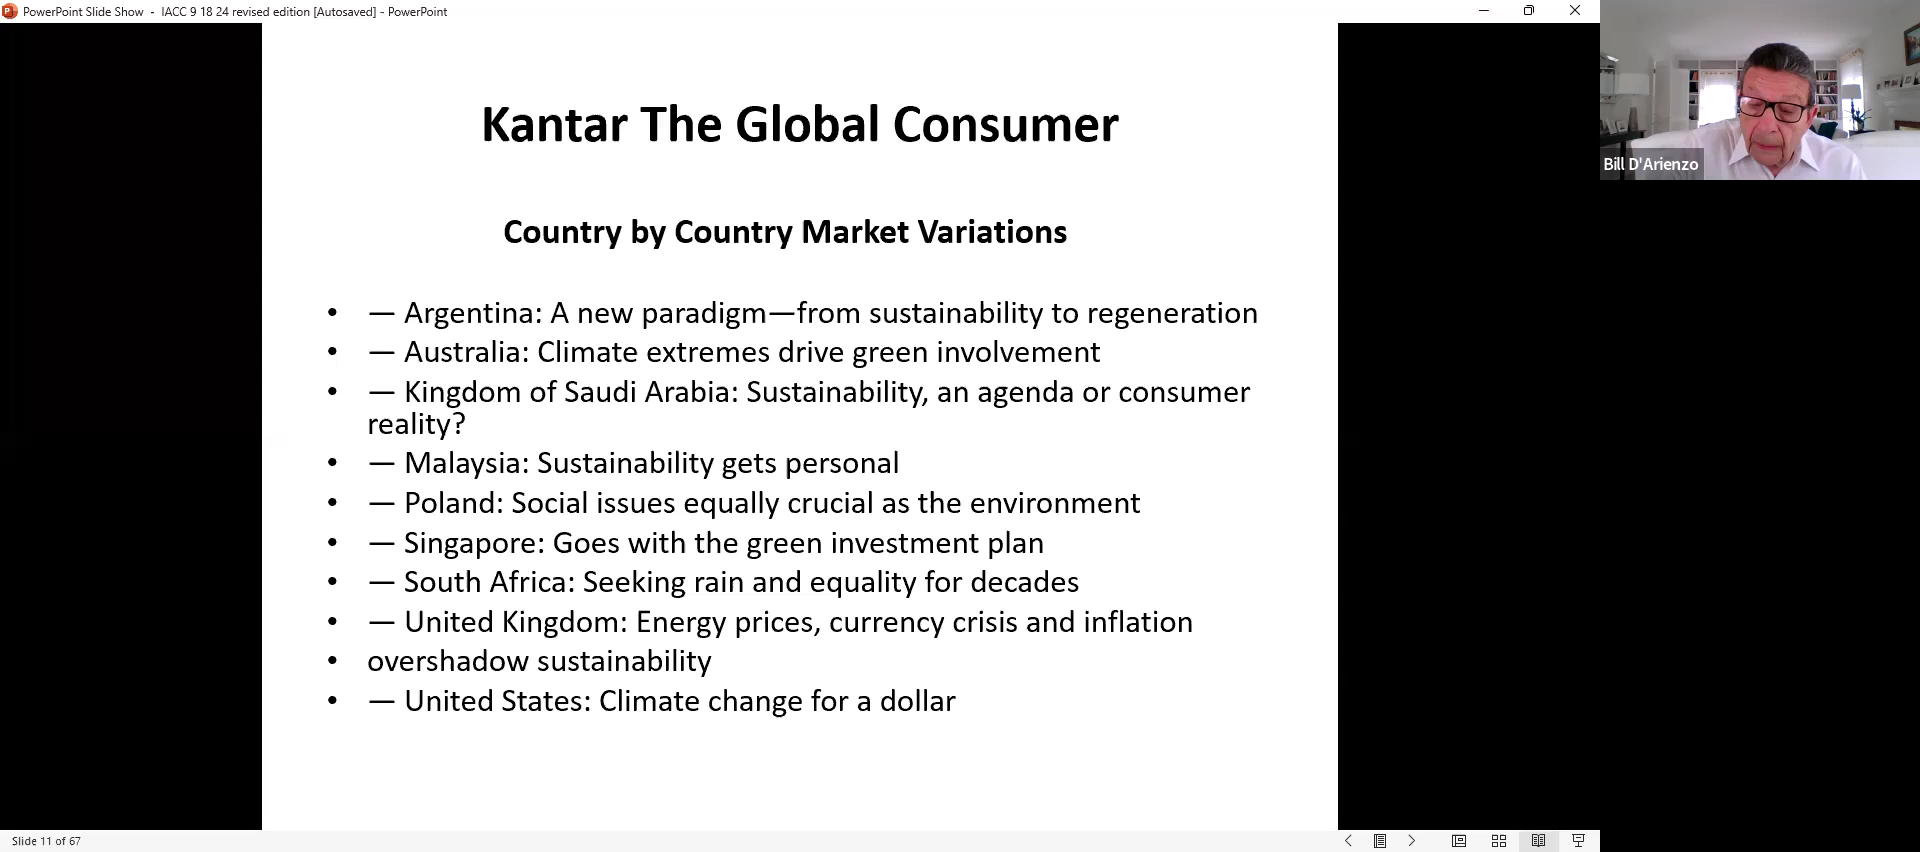 PowerPoint Slide Show - IACC 9 18 24 revised edition [Autosaved] - PowerPoint
Kantar The Global Consumer
Country by Country Market Variations
• — Argentina: A new paradigm—from sustainability to regeneration
• — Australia: Climate extremes drive green involvement
• — Kingdom of Saudi Arabia: Sustainability, an agenda or consumer
reality?
• — Malaysia: Sustainability gets personal
• — Poland: Social issues equally crucial as the environment
• — Singapore: Goes with the green investment plan
• — South Africa: Seeking rain and equality for decades
• — United Kingdom: Energy prices, currency crisis and inflation
• overshadow sustainability
• — United States: Climate change for a dollar
Bill D'Arienzo
Slide 11 of 67